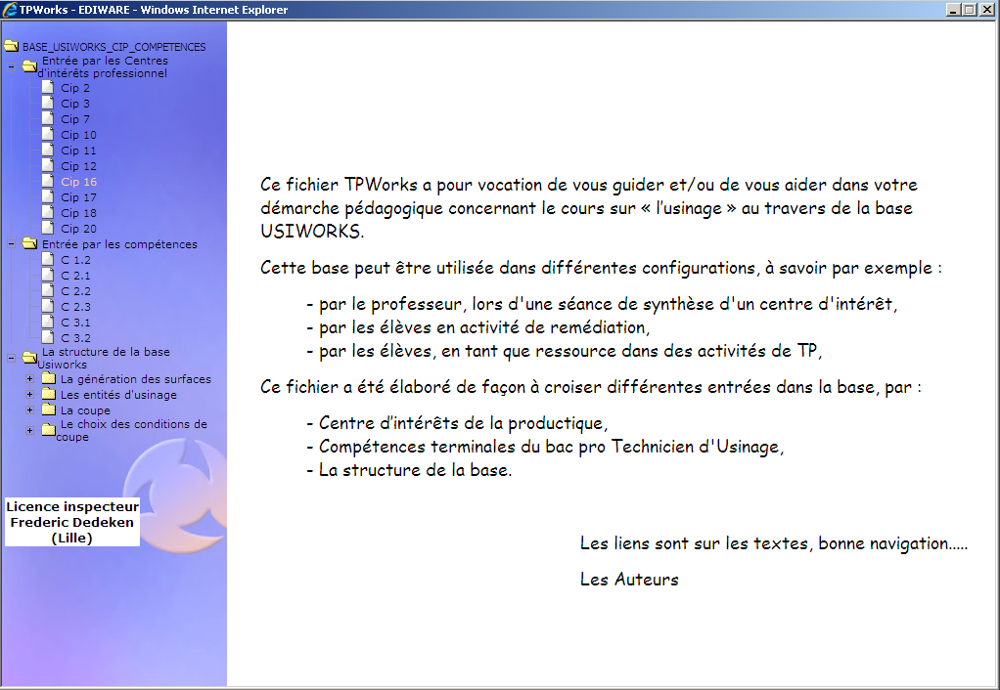 TPWorks - EDIWARE - Windows Internet Explorer
BASE_USIWORKS_CIP_COMPETENCES
Entrée par les Centres
d'intérêts professionnel
Cip 2
Cip 3
Cip 7
Cip 10
Cip 11
Cip 12
Cip 16
Cip 17
Cip 18
Cip 20
Entrée par les compétences
C 1.2
C 2.1
C 2.2
C 2.3
C 3.1
C 3.2
La structure de la base
Usiworks
La génération des surfaces
Les entités d'usinage
La coupe
Le choix des conditions de
coupe
Licence inspecteur
Frederic Dedeken
(Lille)
Ce fichier TPWorks a pour vocation de vous guider et/ou de vous aider dans votre
démarche pédagogique concernant le cours sur « l’usinage » au travers de la base
USIWORKS.
Cette base peut être utilisée dans différentes configurations, à savoir par exemple :
- par le professeur, lors d'une séance de synthèse d'un centre d'intérêt,
- par les élèves en activité de remédiation,
- par les élèves, en tant que ressource dans des activités de TP,
Ce fichier a été élaboré de façon à croiser différentes entrées dans la base, par :
- Centre d’intérêts de la productique,
- Compétences terminales du bac pro Technicien d'Usinage,
- La structure de la base.
Les liens sont sur les textes, bonne navigation.....
Les Auteurs